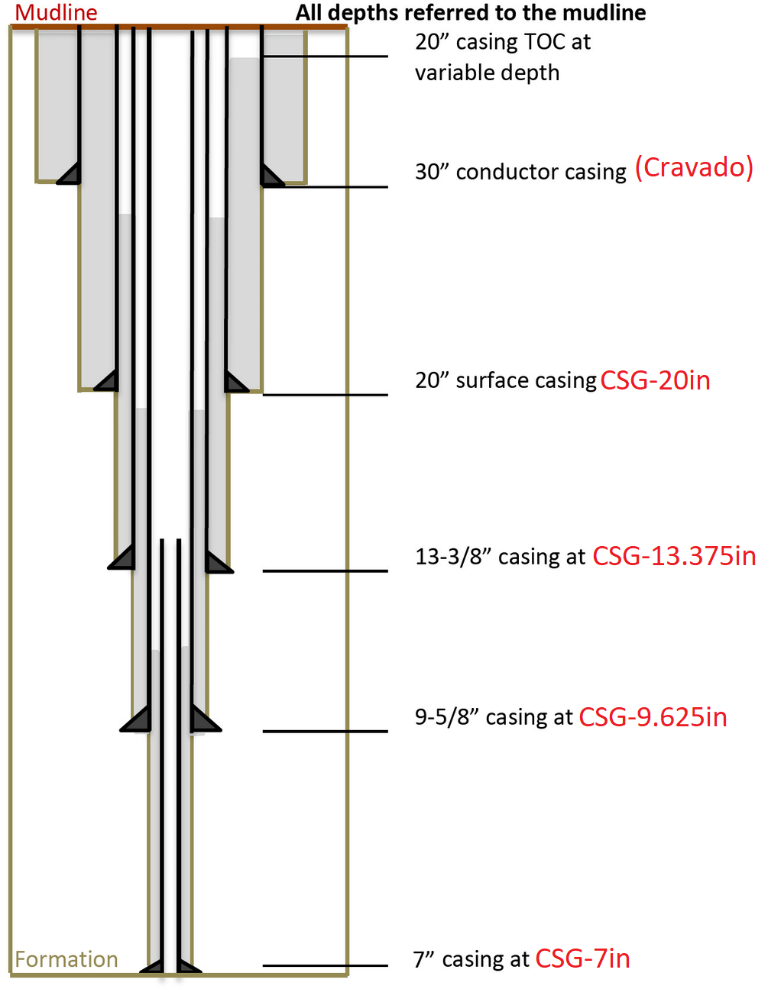 Mudline
All depths referred to the mudline
20” casing TOC at
variable depth
30” conductor casing (Cravado)
20” surface casing CSG-20in
13-3/8” casing at CSG-13.375in
9-5/8” casing at CSG-9.625in
Formation
7” casing at CSG-7in